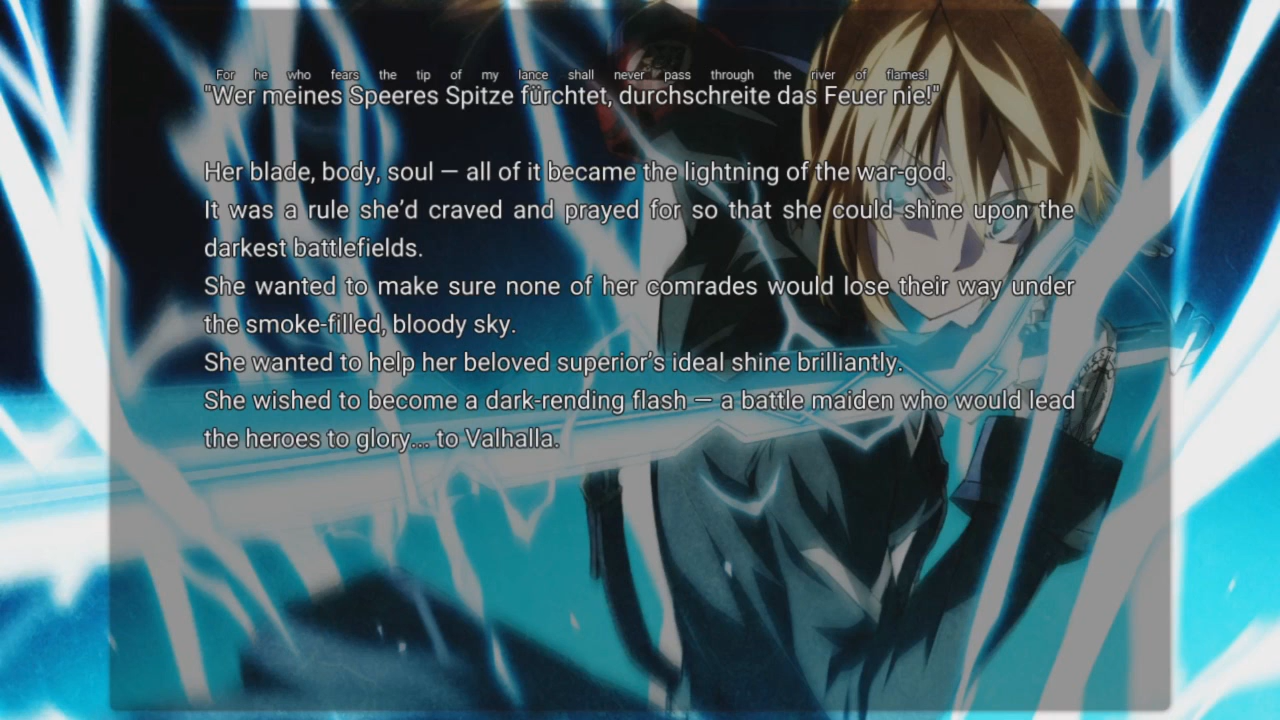 For he who fears the tip of my lance shall never pass through the river of flames!
"Wer meines Speeres Spitze fürchtet, durchschreite das Feuer nie!"
Her blade, body, soul — all of it became the lightning of the war-god.
It was a rule she’d craved and prayed for so that she could shine upon the
darkest battlefields.
She wanted to make sure none of her comrades would lose their way under
the smoke-filled, bloody sky.
She wanted to help her beloved superior’s ideal shine brilliantly.
She wished to become a dark-rending flash — a battle maiden who would lead
the heroes to glory... to Valhalla.